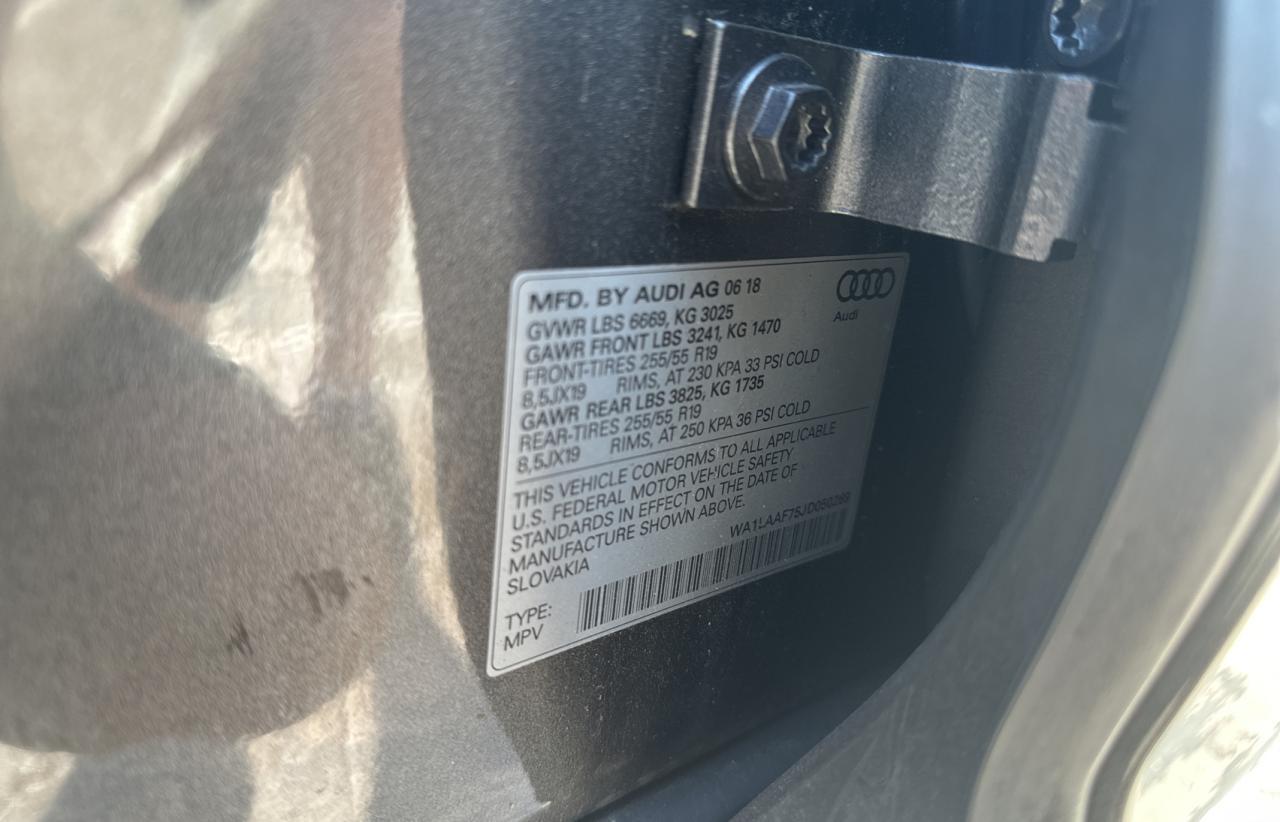 MFD. BY AUDI AG 06 18
Audi
GVWR LBS 6669, KG 3025
GAWR FRONT LBS 3241, KG 1470
FRONT-TIRES 255/55 R19
8,5JX19 RIMS, AT 230 KPA 33 PSI COLD
GAWR REAR LBS 3825, KG 1735
REAR-TIRES 255/55 R19
8,5JX19 RIMS, AT 250 KPA 36 PSI COLD
THIS VEHICLE CONFORMS TO ALL APPLICABLE
U.S. FEDERAL MOTOR VEHICLE SAFETY
STANDARDS IN EFFECT ON THE DATE OF
MANUFACTURE SHOWN ABOVE.
SLOVAKIA
TYPE:
MPV